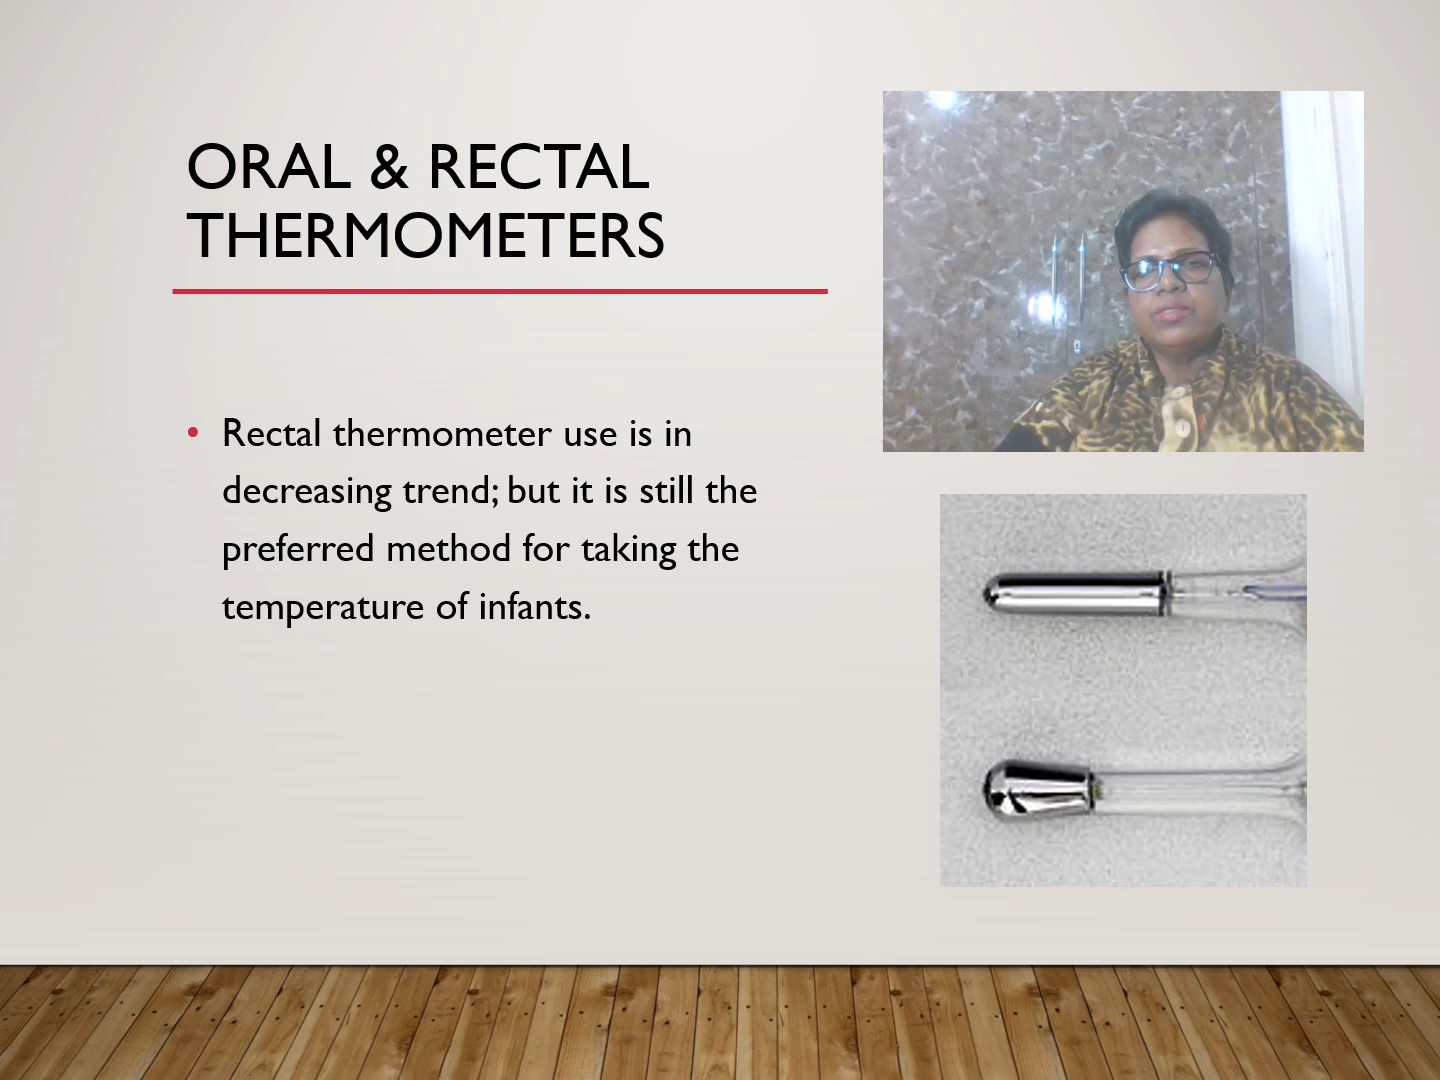 ORAL & RECTAL
THERMOMETERS
• Rectal thermometer use is in
decreasing trend; but it is still the
preferred method for taking the
temperature of infants.